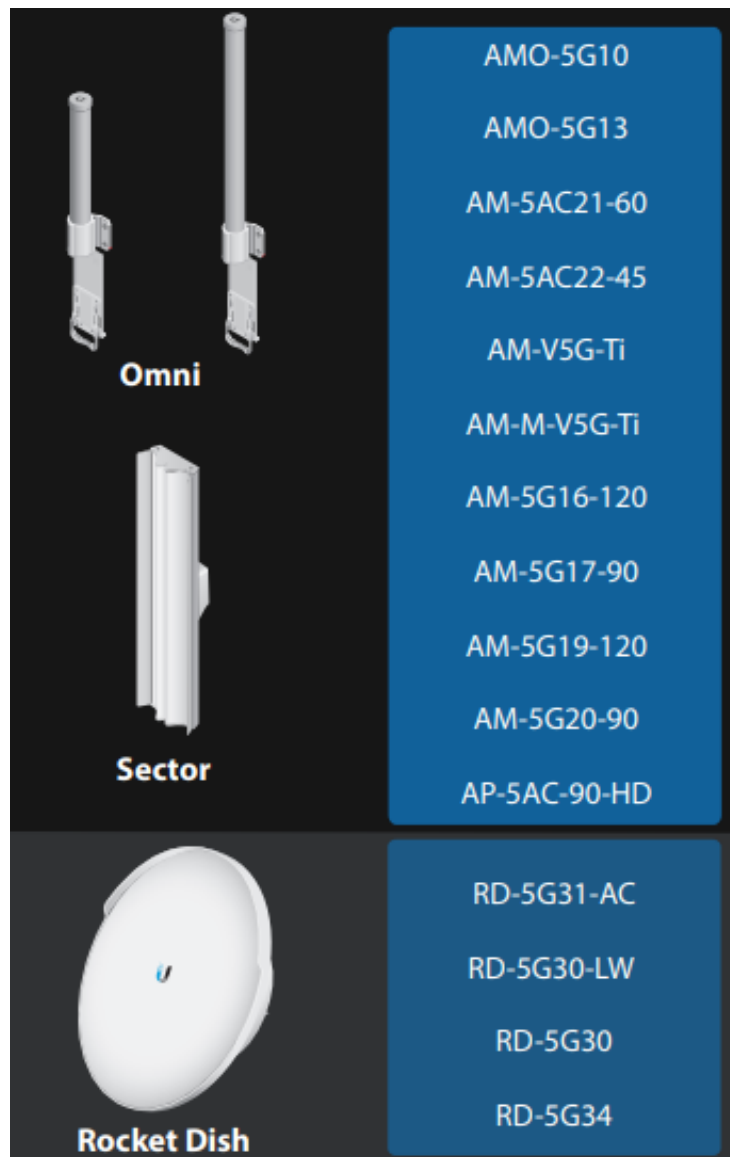 AMO-5G10
AMO-5G13
AM-5AC21-60
AM-5AC22-45
AM-V5G-Ti
Omni
AM-M-V5G-Ti
AM-5G16-120
AM-5G17-90
AM-5G19-120
AM-5G20-90
Sector
AP-5AC-90-HD
RD-5G31-AC
RD-5G30-LW
RD-5G30
RD-5G34
Rocket Dish